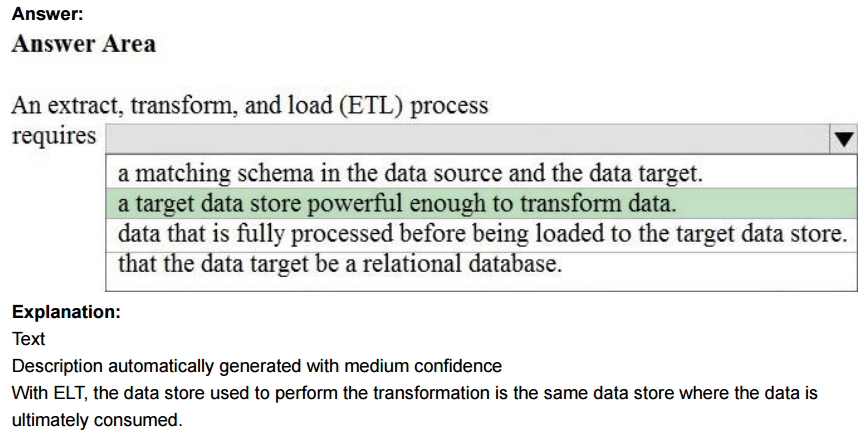 Answer:
Answer Area
An extract, transform, and load (ETL) process
requires
a matching schema in the data source and the data target.
a target data store powerful enough to transform data.
data that is fully processed before being loaded to the target data store.
that the data target be a relational database.
Explanation:
Text
Description automatically generated with medium confidence
With ELT, the data store used to perform the transformation is the same data store where the data is
ultimately consumed.